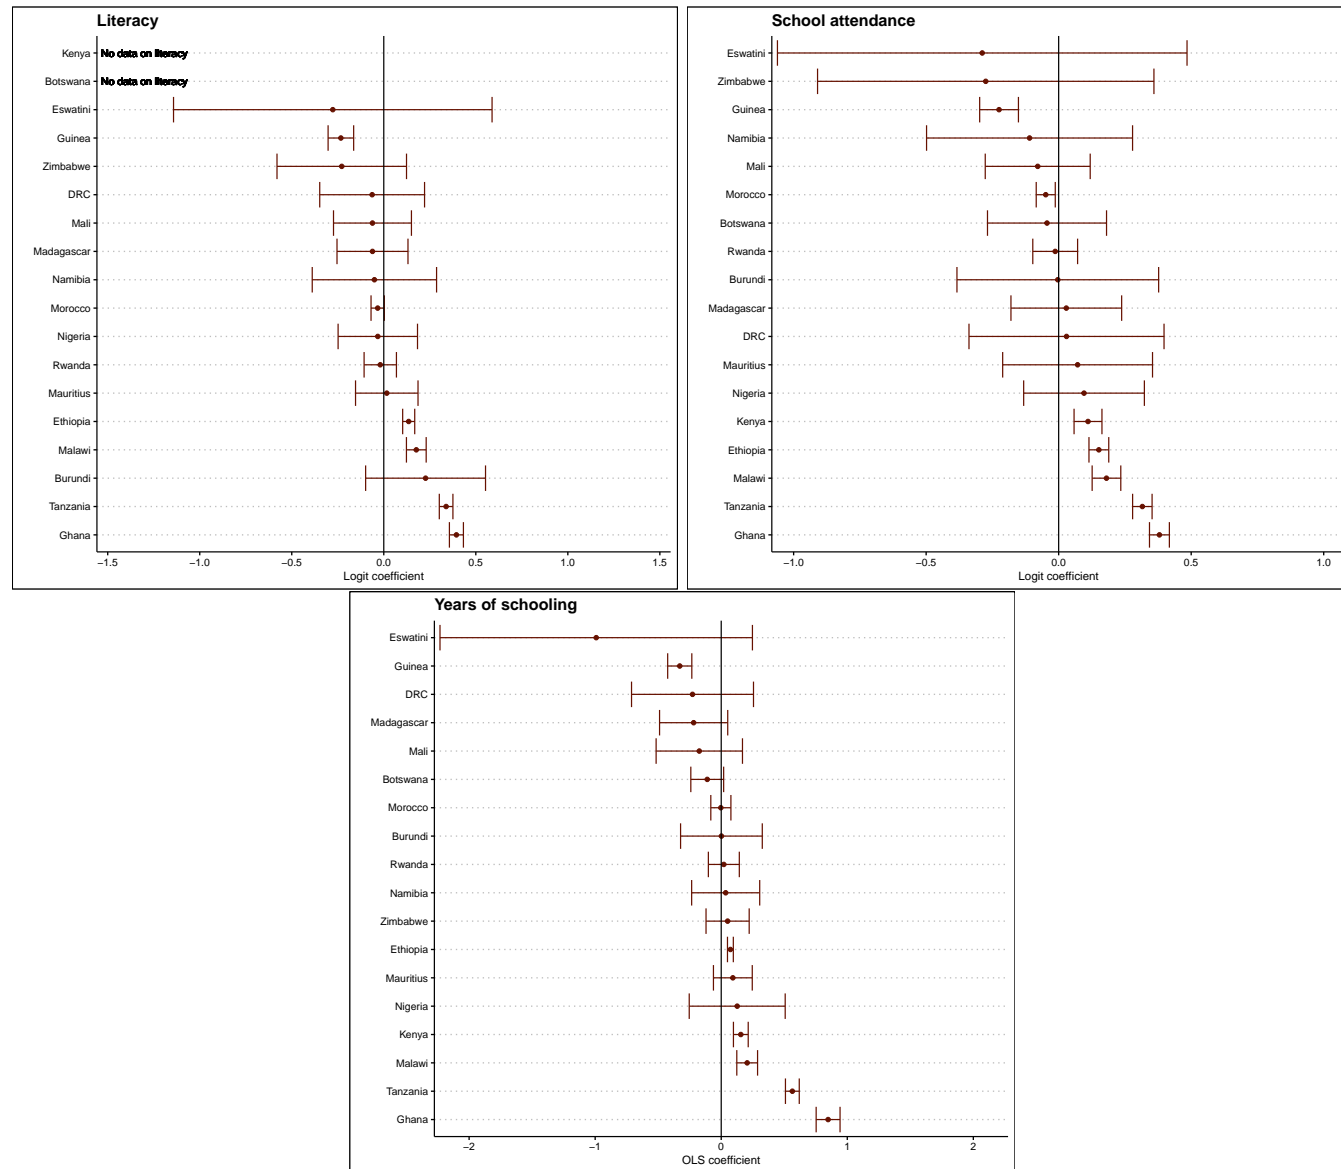 Literacy
Kenya No data on literacy
Botswana No data on literacy
Eswatini
Guinea
Zimbabwe
DRC
Mali
Madagascar
Namibia
Morocco
Nigeria
Rwanda
Mauritius
Ethiopia
Malawi
Burundi
Tanzania
Ghana
−1.5 −1.0 −0.5 0.0 0.5 1.0 1.5
Logit coefficient
School attendance
Eswatini
Zimbabwe
Guinea
Namibia
Mali
Morocco
Botswana
Rwanda
Burundi
Madagascar
DRC
Mauritius
Nigeria
Kenya
Ethiopia
Malawi
Tanzania
Ghana
−1.0 −0.5 0.0 0.5 1.0
Logit coefficient
Years of schooling
Eswatini
Guinea
DRC
Madagascar
Mali
Botswana
Morocco
Burundi
Rwanda
Namibia
Zimbabwe
Ethiopia
Mauritius
Nigeria
Kenya
Malawi
Tanzania
Ghana
−2 −1 0 1 2
OLS coefficient